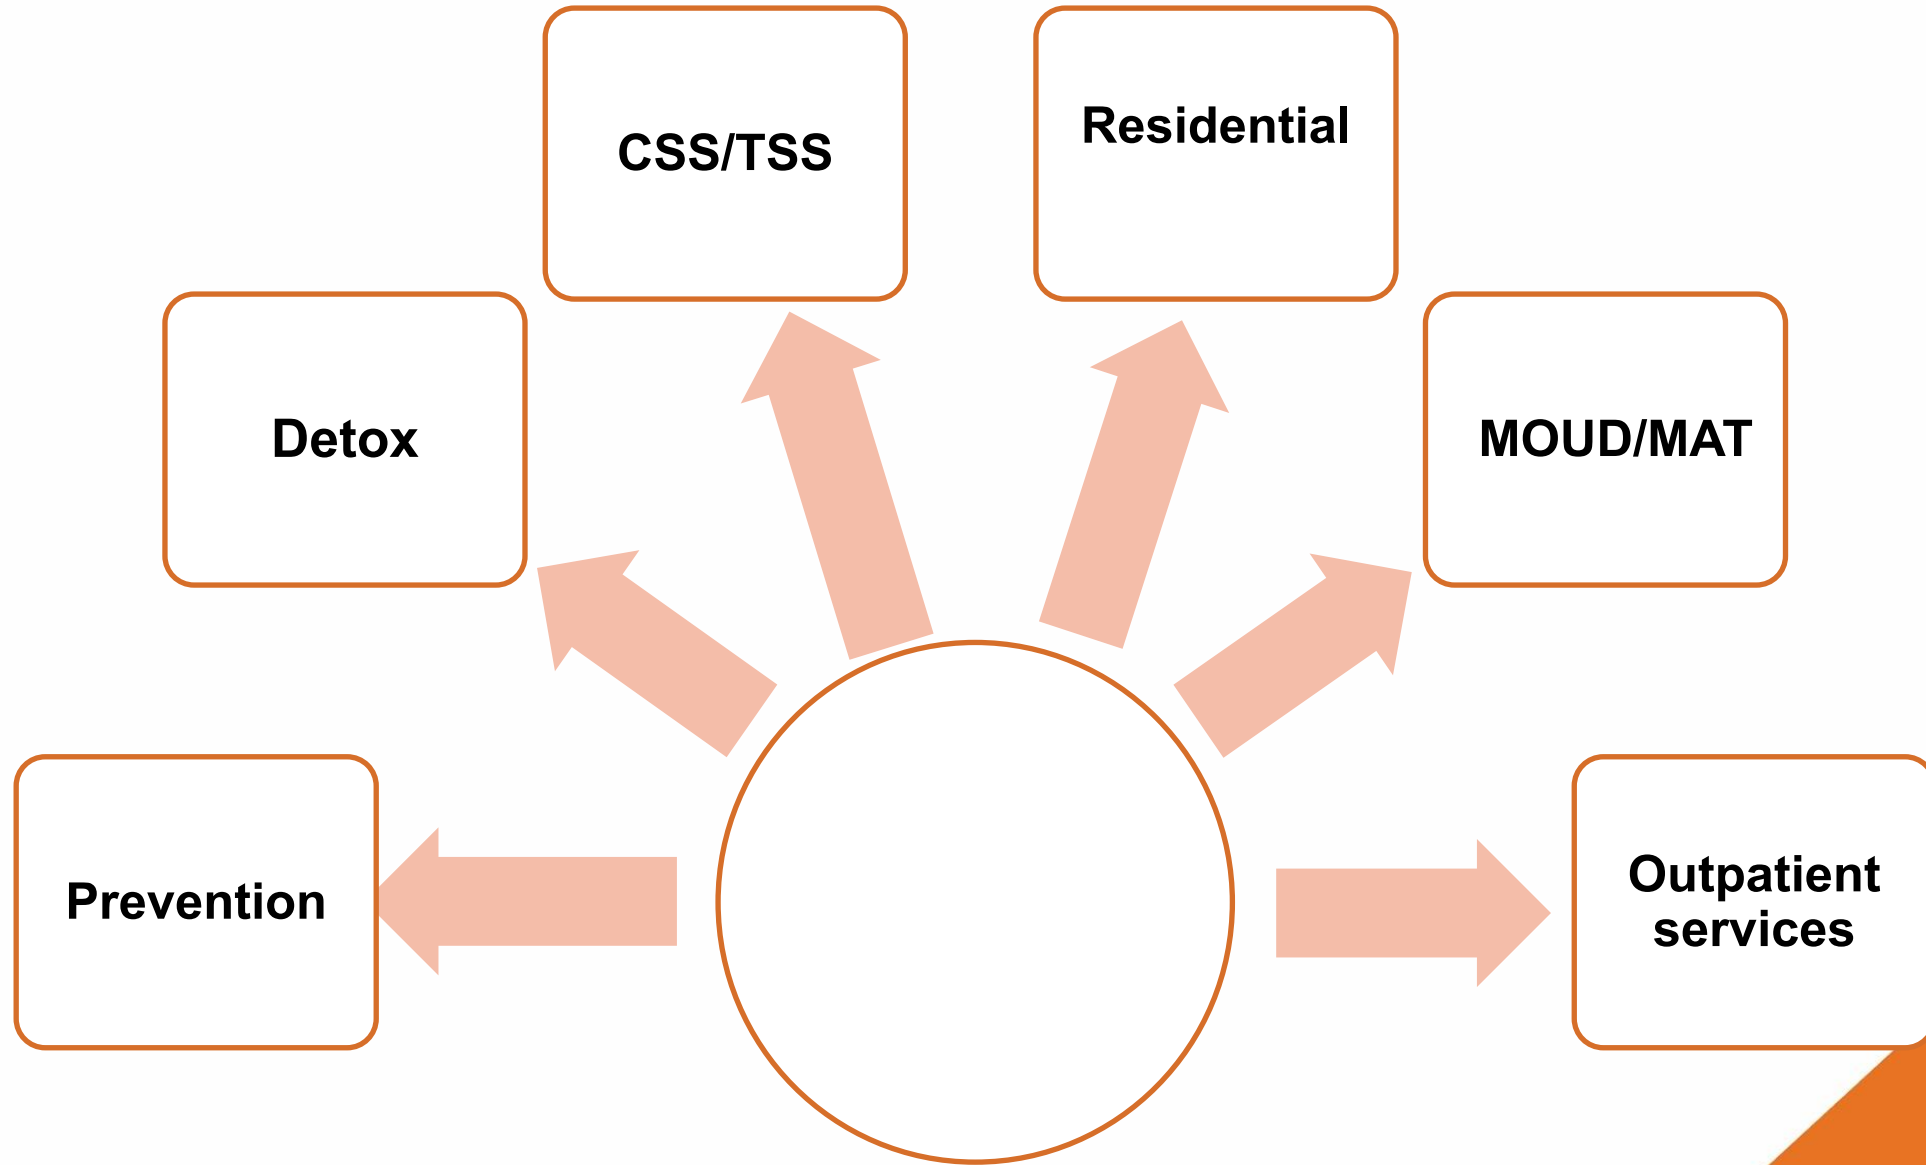 CSS/TSS
Residential
Detox
MOUD/MAT
Prevention
Outpatient
services